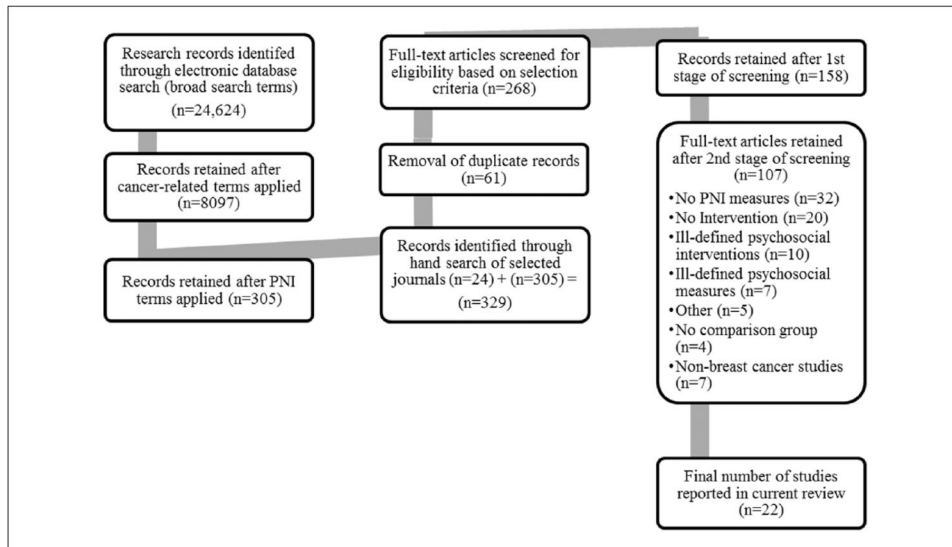 Research records identifed
through electronic database
search (broad search terms)
(n=24,624)
Records retained after
cancer-related terms applied
(n=8097)
Records retained after PNI
terms applied (n=305)
Full-text articles screened for
eligibility based on selection
criteria (n=268)
Removal of duplicate records
(n=61)
Records identified through
hand search of selected
journals (n=24) + (n=305) =
(n=329)
Records retained after 1st
stage of screening (n=158)
Full-text articles retained
after 2nd stage of screening
(n=107)
•No PNI measures (n=32)
•No Intervention (n=20)
•Ill-defined psychosocial
interventions (n=10)
•Ill-defined psychosocial
measures (n=7)
•Other (n=5)
•No comparison group
(n=4)
•Non-breast cancer studies
(n=7)
Final number of studies
reported in current review
(n=22)